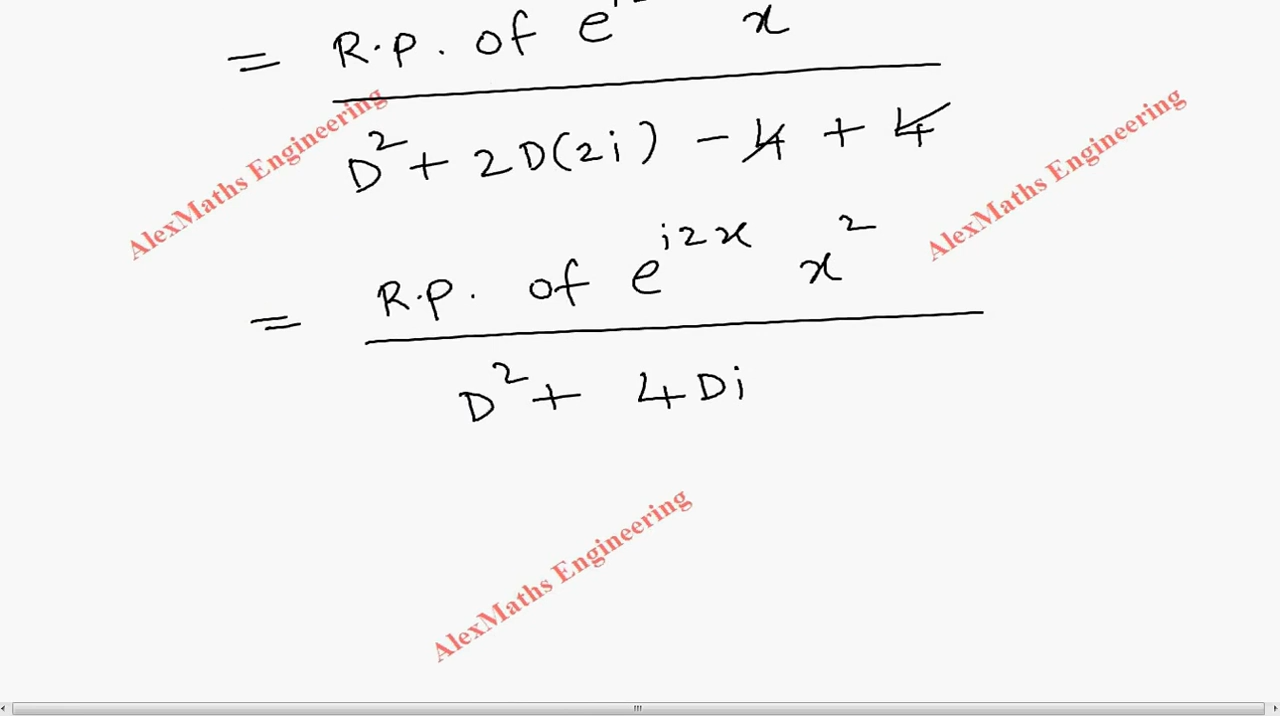 = R.P. of e^i x
D² + 2D(2i) - 4 + 4
= R.P. of e^i2x x²
D² + 4Di
AlexMaths Engineering
AlexMaths Engineering
AlexMaths Engineering